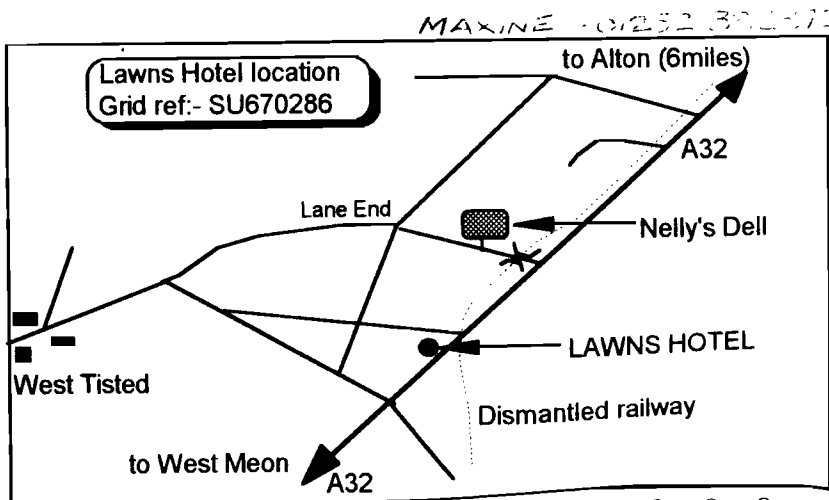 MAXINE
to Alton (6miles)
Lawns Hotel location
Grid ref:- SU670286
A32
Lane End
Nelly's Dell
LAWNS HOTEL
West Tisted
Dismantled railway
to West Meon
A32